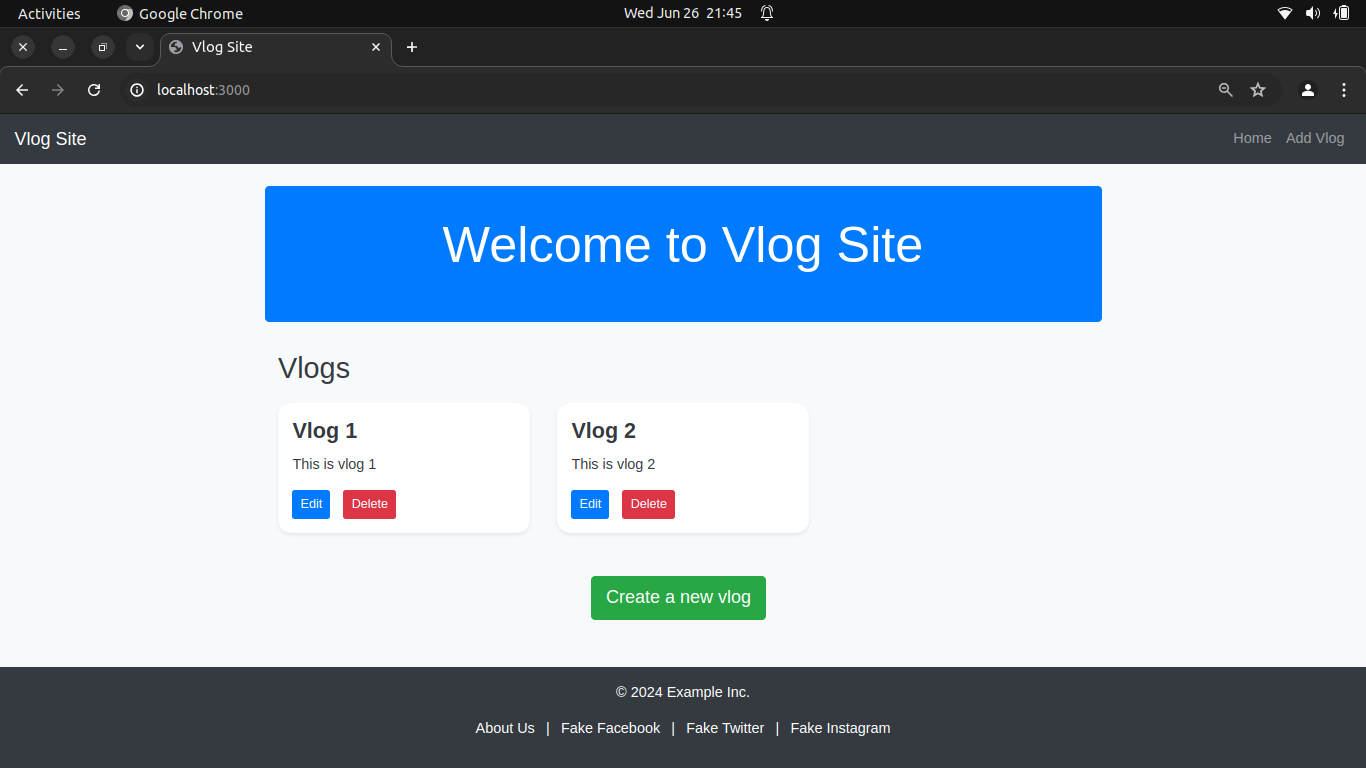 Activities Google Chrome Wed Jun 26 21:45
Vlog Site
localhost:3000
Vlog Site Home Add Vlog
Welcome to Vlog Site
Vlogs
Vlog 1 Vlog 2
This is vlog 1 This is vlog 2
Edit Delete Edit Delete
Create a new vlog
© 2024 Example Inc.
About Us | Fake Facebook | Fake Twitter | Fake Instagram